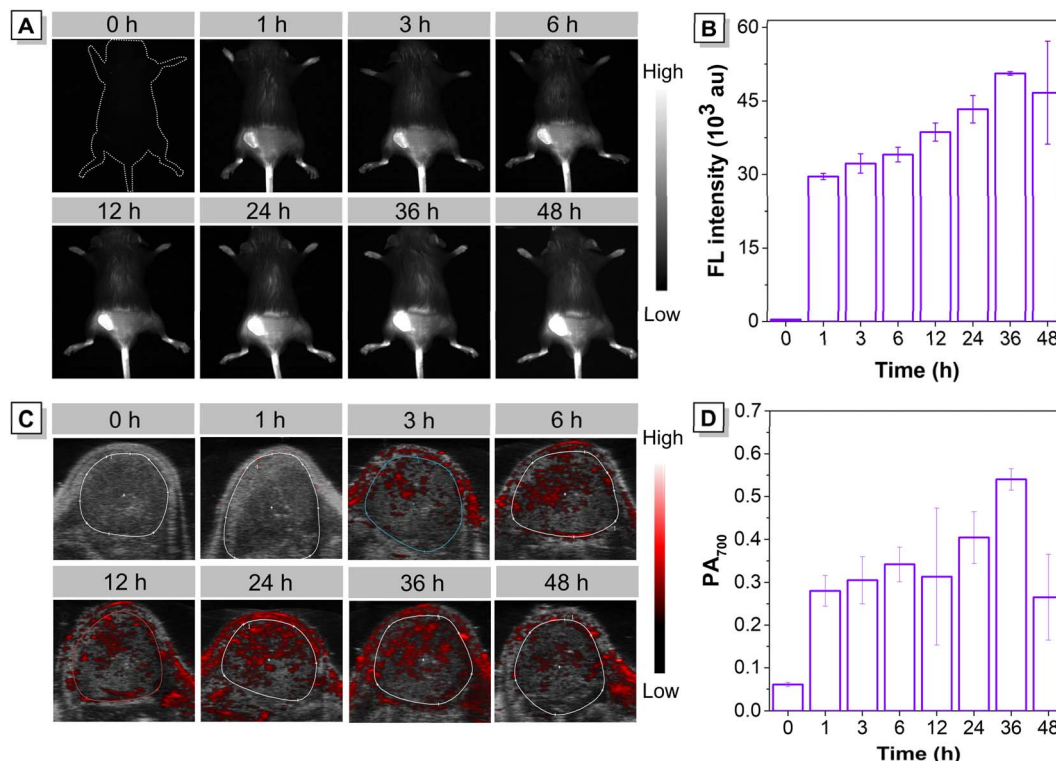 A
0 h
1 h
3 h
6 h
12 h
24 h
36 h
48 h
High
Low
B
FL intensity (10³ au)
60
45
30
15
0
0 1 3 6 12 24 36 48
Time (h)
C
0 h
1 h
3 h
6 h
12 h
24 h
36 h
48 h
High
Low
D
PA₇₀₀
0.7
0.6
0.5
0.4
0.3
0.2
0.1
0.0
0 1 3 6 12 24 36 48
Time (h)